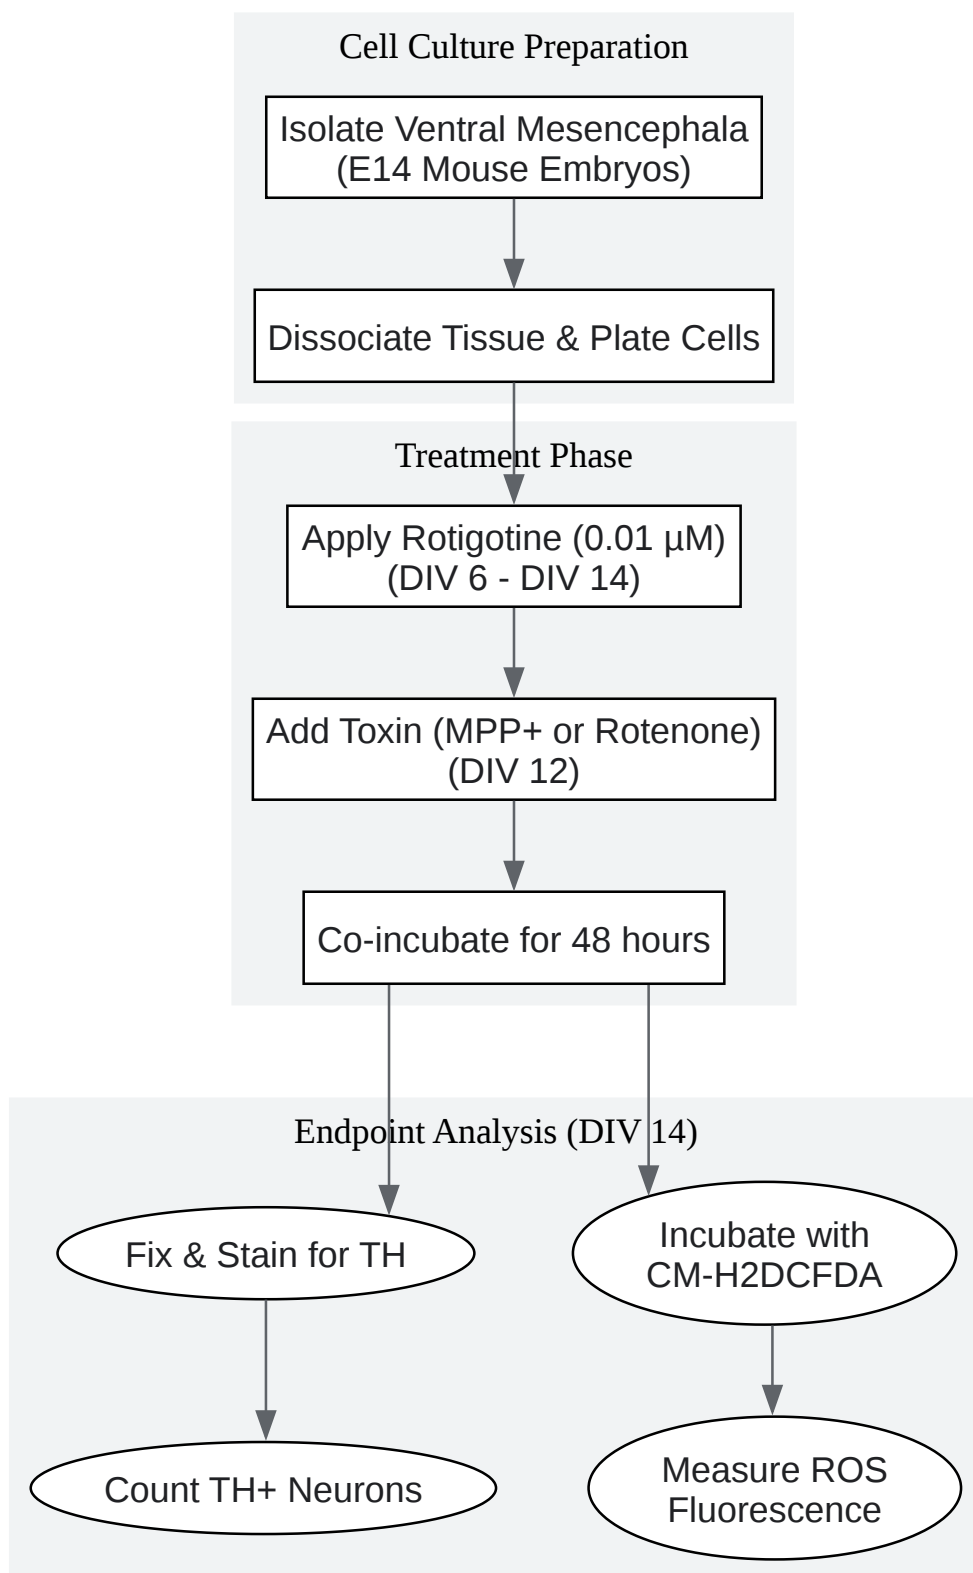 Cell Culture Preparation
Isolate Ventral Mesencephala
(E14 Mouse Embryos)
Dissociate Tissue & Plate Cells
Treatment Phase
Apply Rotigotine (0.01 µM)
(DIV 6 - DIV 14)
Add Toxin (MPP+ or Rotenone)
(DIV 12)
Co-incubate for 48 hours
Endpoint Analysis (DIV 14)
Fix & Stain for TH
Incubate with
CM-H2DCFDA
Count TH+ Neurons
Measure ROS
Fluorescence